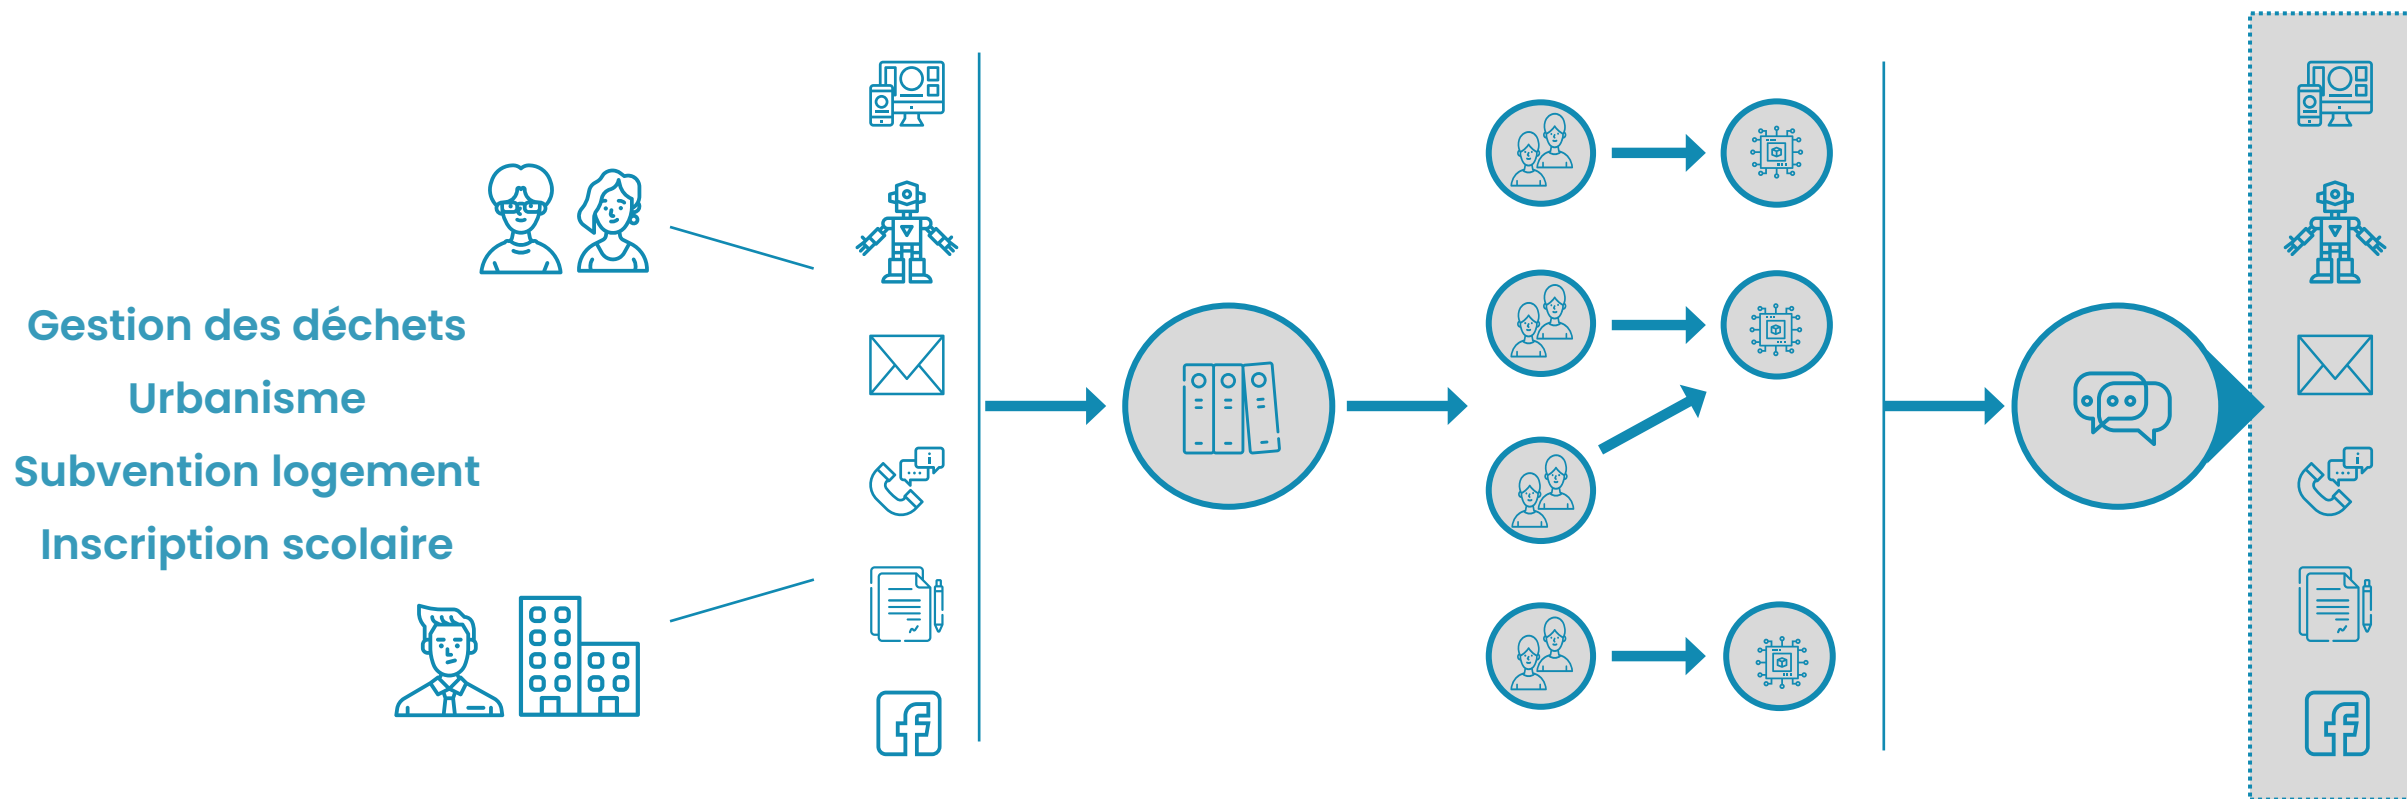 Gestion des déchets
Urbanisme
Subvention logement
Inscription scolaire